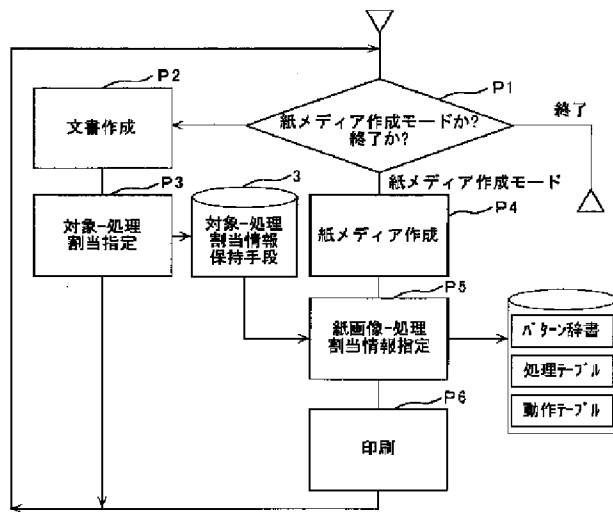 P2
文書作成
P1
紙メディア作成モードか?
終了か?
終了
P3
対象-処理
割当指定
3
対象-処理
割当情報
保持手段
紙メディア作成モード
P4
紙メディア作成
P5
紙画像-処理
割当情報指定
パターン辞書
処理テーブル
動作テーブル
P6
印刷